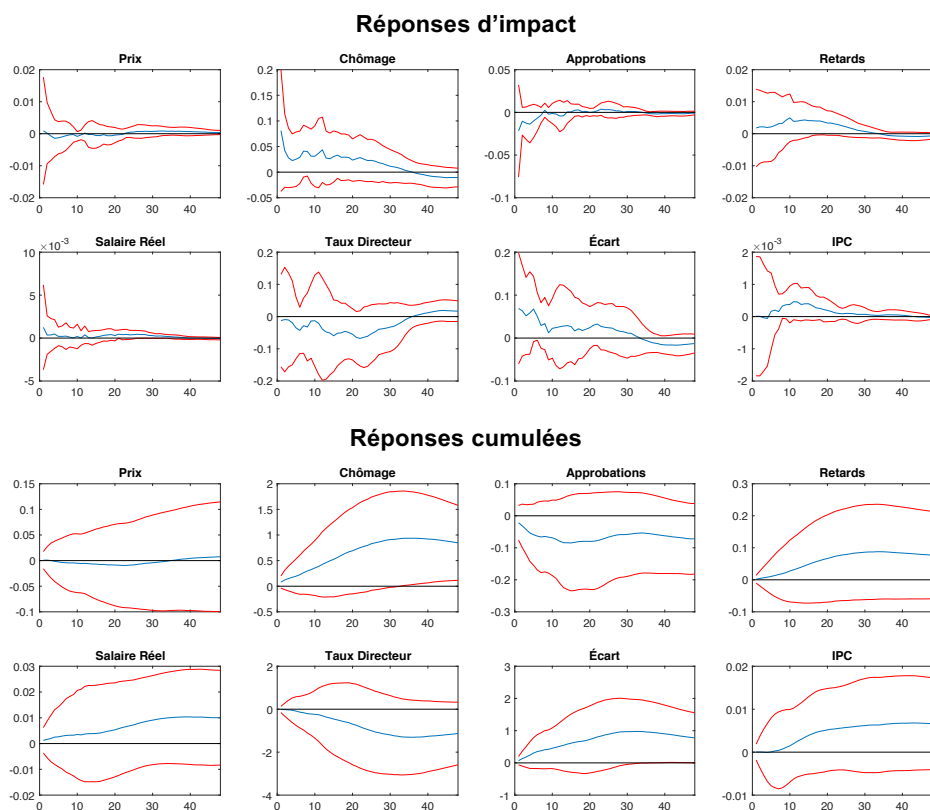 Réponses d'impact
Prix Chômage Approbations Retards
0.02 0.2 0.05 0.02
0.01 0.15 0 0.01
0 0.1 -0.05 0
-0.01 0.05 -0.1 -0.01
-0.02 0 -0.02
-0.05
0 10 20 30 40 0 10 20 30 40 0 10 20 30 40 0 10 20 30 40
Salaire Réel Taux Directeur Écart IPC
×10⁻³ ×10⁻³
10 0.2 0.2 2
5 0.1 0.1 0
0 0 0 -2
-5 -0.1 -0.1
-0.2
0 10 20 30 40 0 10 20 30 40 0 10 20 30 40 0 10 20 30 40
Réponses cumulées
Prix Chômage Approbations Retards
0.15 2 0.1 0.3
0.1 1.5 0 0.2
0.05 1 -0.1 0.1
0 0.5 -0.2 0
-0.05 0 -0.3 -0.1
-0.1 -0.5
0 10 20 30 40 0 10 20 30 40 0 10 20 30 40 0 10 20 30 40
Salaire Réel Taux Directeur Écart IPC
0.03 2 3 0.02
0.02 0 2 0.01
0.01 -2 1 0
0 -4 0 -0.01
-0.01 -1
-0.02
0 10 20 30 40 0 10 20 30 40 0 10 20 30 40 0 10 20 30 40